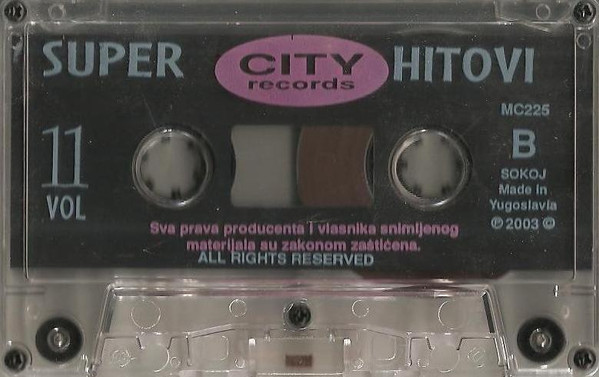 SUPER CITY HITOVI
records
MC225
11
B
VOL
SOKOJ
Made in
Yugoslavia
℗ 2003 ©
Sva prava producenta i vlasnika snimljenog
materijala su zakonom zaštićena.
ALL RIGHTS RESERVED